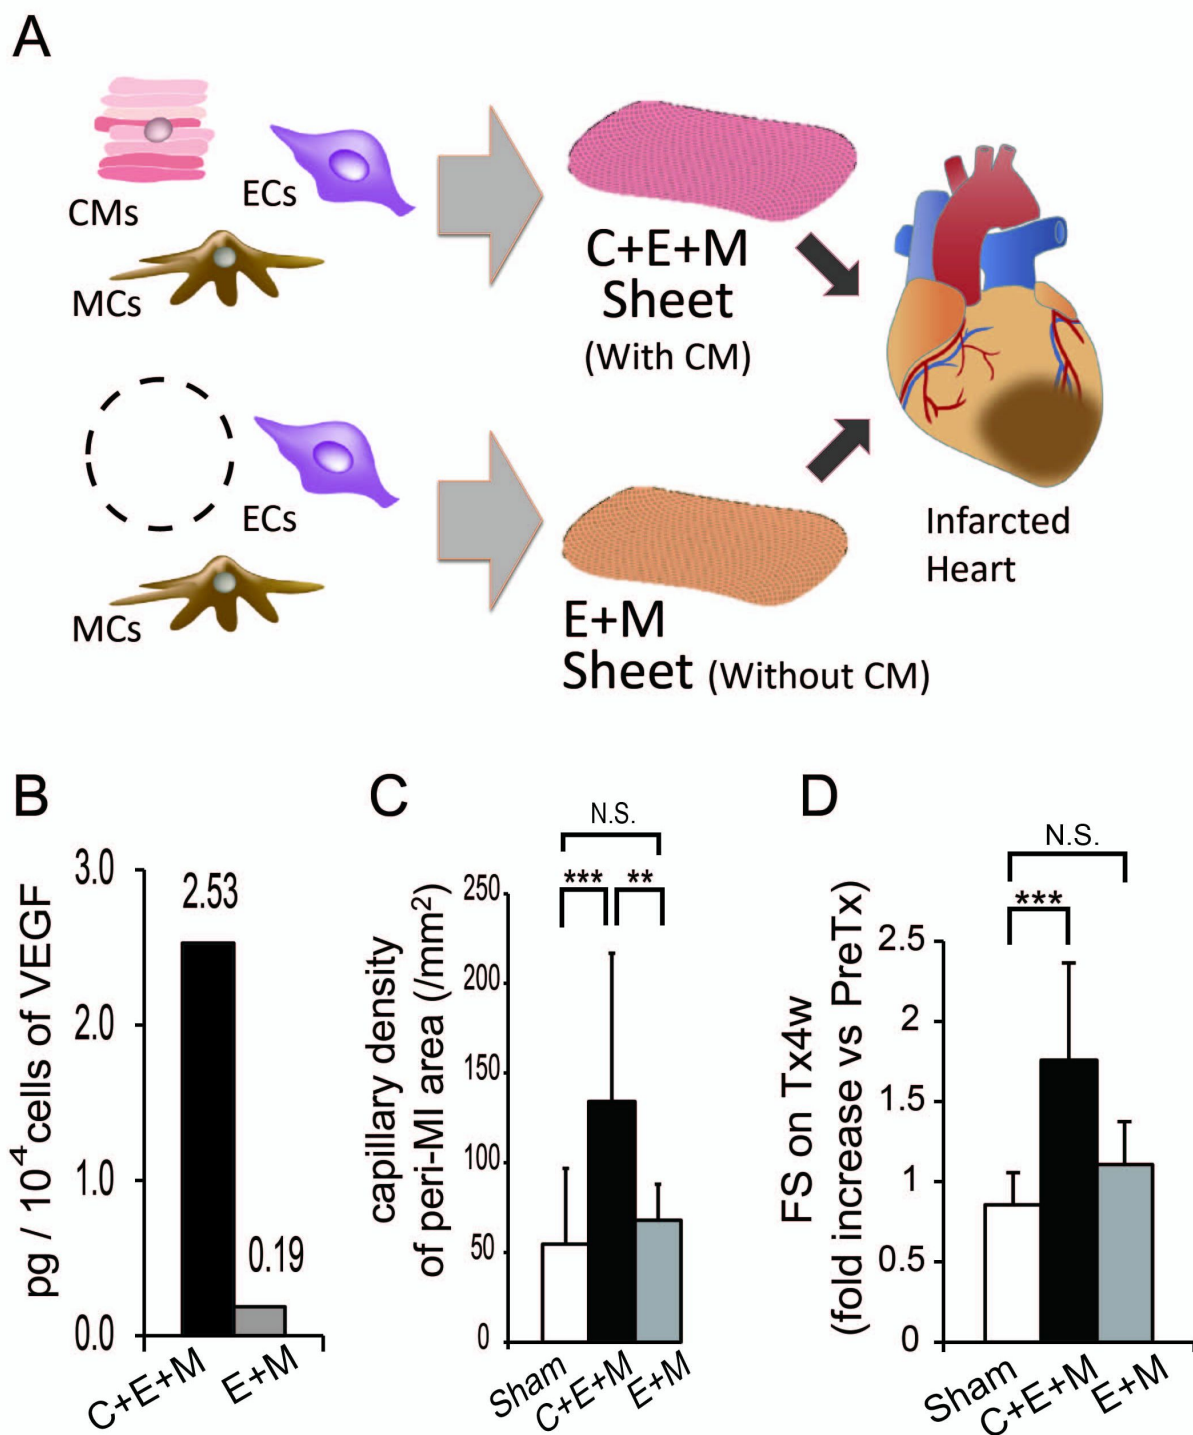 A
CMs
ECs
MCs
C+E+M
Sheet
(With CM)
ECs
MCs
E+M
Sheet (Without CM)
Infarcted
Heart
B
pg / 10⁻⁴ cells of VEGF
3.0
2.0
1.0
0.0
2.53
0.19
C+E+M
E+M
C
capillary density
of peri-MI area (/mm²)
N.S.
***
**
250
200
150
100
50
0
Sham
C+E+M
E+M
D
FS on Tx4w
(fold increase vs PreTx)
N.S.
***
2.5
2
1.5
1
0.5
0
Sham
C+E+M
E+M